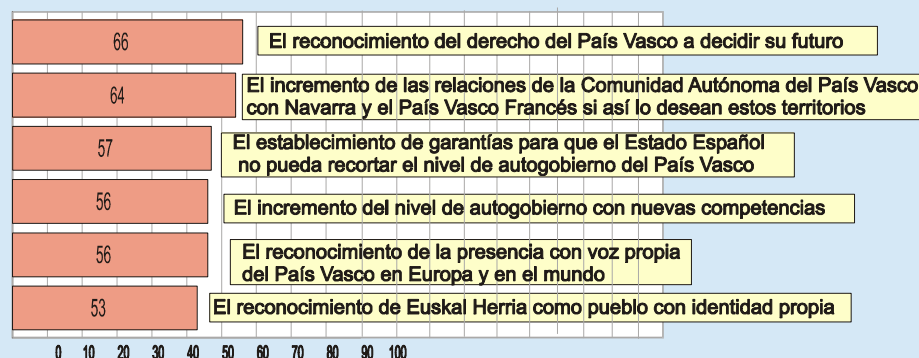 66 El reconocimiento del derecho del País Vasco a decidir su futuro
64 El incremento de las relaciones de la Comunidad Autónoma del País Vasco
con Navarra y el País Vasco Francés si así lo desean estos territorios
57 El establecimiento de garantías para que el Estado Español
no pueda recortar el nivel de autogobierno del País Vasco
56 El incremento del nivel de autogobierno con nuevas competencias
56 El reconocimiento de la presencia con voz propia
del País Vasco en Europa y en el mundo
53 El reconocimiento de Euskal Herria como pueblo con identidad propia
0 10 20 30 40 50 60 70 80 90 100